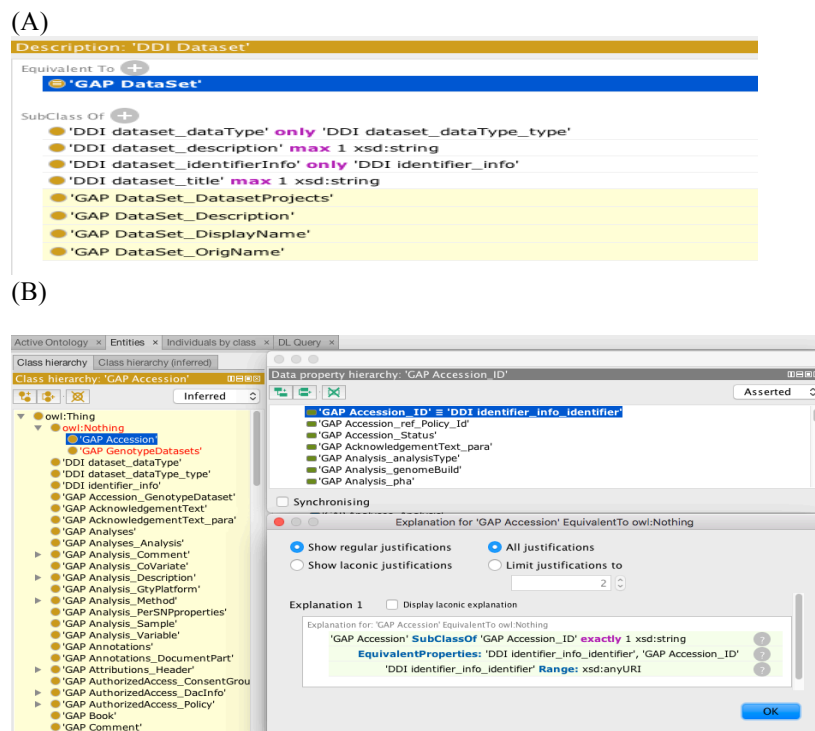 (A)
Description: 'DDI Dataset'
Equivalent To
'GAP DataSet'
SubClass Of
'DDI dataset_dataType' only 'DDI dataset_dataType_type'
'DDI dataset_description' max 1 xsd:string
'DDI dataset_identifierInfo' only 'DDI identifier_info'
'DDI dataset_title' max 1 xsd:string
'GAP DataSet_DatasetProjects'
'GAP DataSet_Description'
'GAP DataSet_DisplayName'
'GAP DataSet_OrigName'
(B)
Active Ontology × Entities × Individuals by class × DL Query ×
Class hierarchy Class hierarchy (inferred)
Class hierarchy: 'GAP Accession'
Inferred
owl:Thing
owl:Nothing
'GAP Accession'
'GAP GenotypeDatasets'
'DDI dataset_dataType'
'DDI dataset_dataType_type'
'DDI identifier_info'
'GAP Accession_GenotypeDataset'
'GAP AcknowledgementText'
'GAP AcknowledgementText_para'
'GAP Analyses'
'GAP Analyses_Analysis'
'GAP Analysis_Comment'
'GAP Analysis_CoVariate'
'GAP Analysis_Description'
'GAP Analysis_GtyPlatform'
'GAP Analysis_Method'
'GAP Analysis_PerSNPproperties'
'GAP Analysis_Sample'
'GAP Analysis_Variable'
'GAP Annotations'
'GAP Annotations_DocumentPart'
'GAP Attributions_Header'
'GAP AuthorizedAccess_ConsentGrou
'GAP AuthorizedAccess_DacInfo'
'GAP AuthorizedAccess_Policy'
'GAP Book'
'GAP Comment'
Data property hierarchy: 'GAP Accession_ID'
Asserted
'GAP Accession_ID' ≡ 'DDI identifier_info_identifier'
'GAP Accession_ref_Policy_Id'
'GAP Accession_Status'
'GAP AcknowledgementText_para'
'GAP Analysis_analysisType'
'GAP Analysis_genomeBuild'
'GAP Analysis_pha'
Synchronising
Explanation for 'GAP Accession' EquivalentTo owl:Nothing
Show regular justifications All justifications
Show laconic justifications Limit justifications to
2
Explanation 1 Display laconic explanation
Explanation for: 'GAP Accession' EquivalentTo owl:Nothing
'GAP Accession' SubClassOf 'GAP Accession_ID' exactly 1 xsd:string ?
EquivalentProperties: 'DDI identifier_info_identifier', 'GAP Accession_ID' ?
'DDI identifier_info_identifier' Range: xsd:anyURI ?
OK